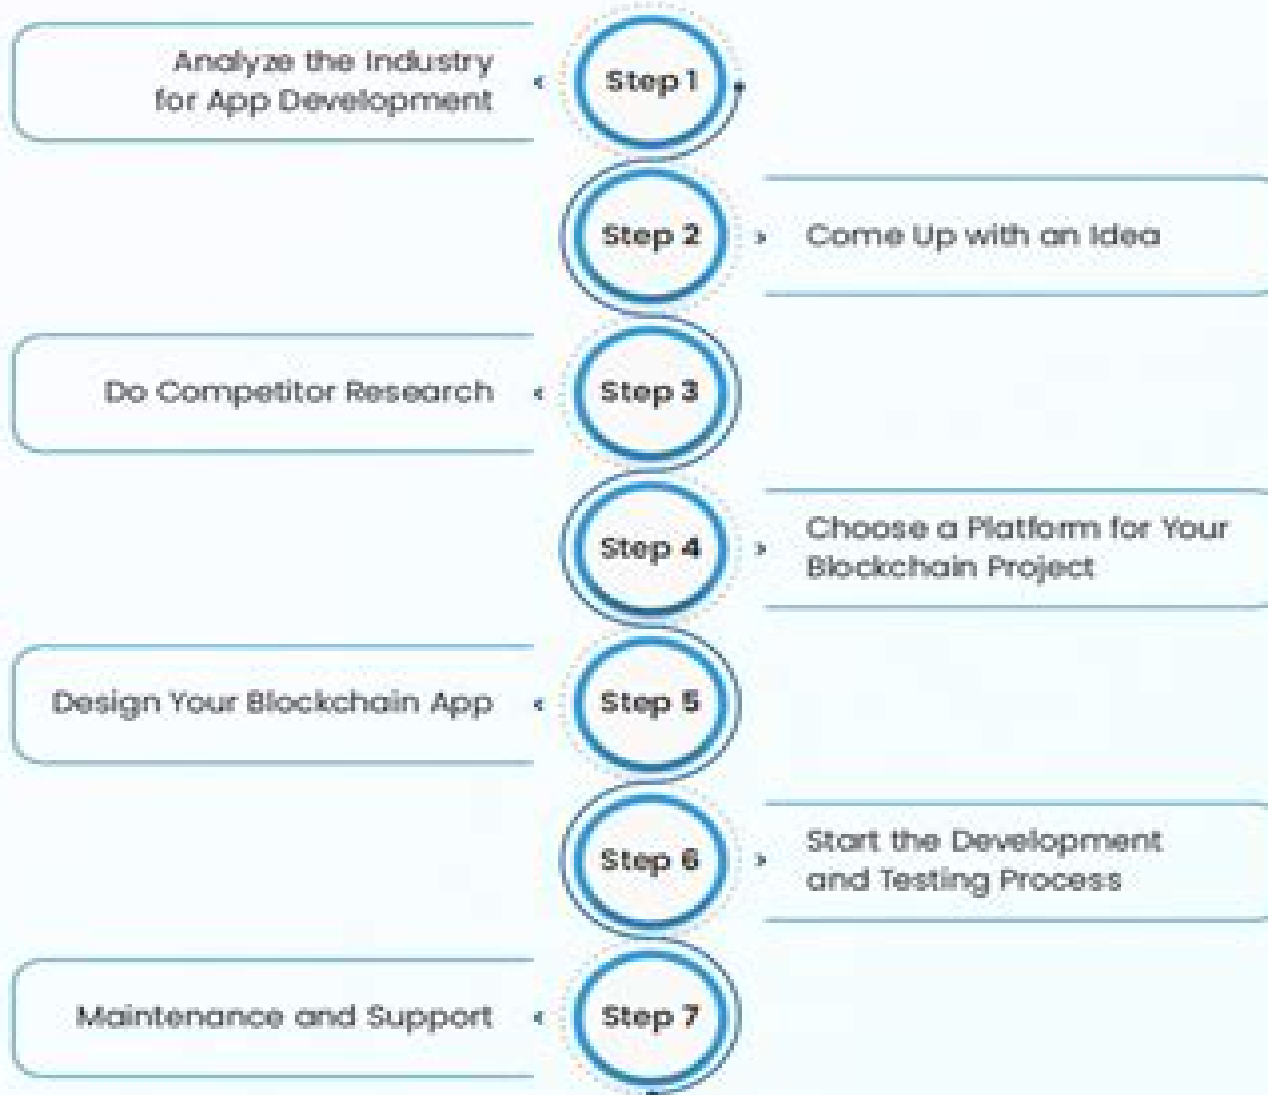 Analyze the Industry
for App Development
Step 1
Step 2
Come Up with an Idea
Do Competitor Research
Step 3
Step 4
Choose a Platform for Your
Blockchain Project
Design Your Blockchain App
Step 5
Step 6
Start the Development
and Testing Process
Maintenance and Support
Step 7